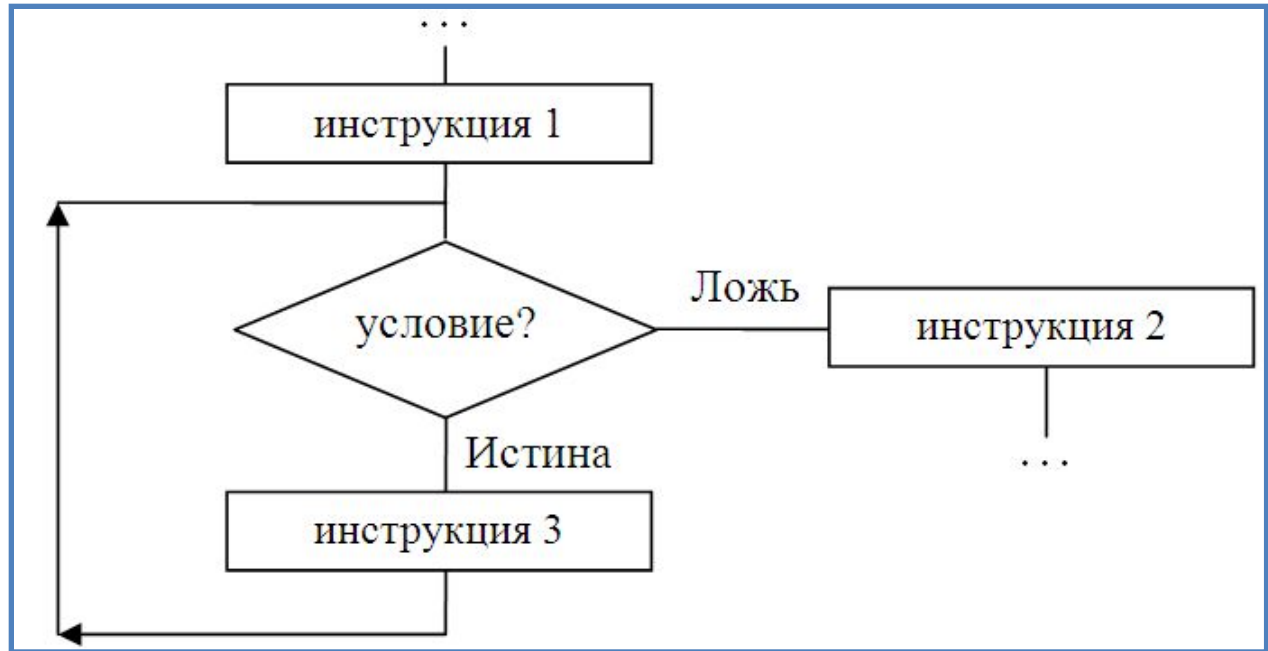 ...
инструкция 1
условие?
Ложь
инструкция 2
...
Истина
инструкция 3